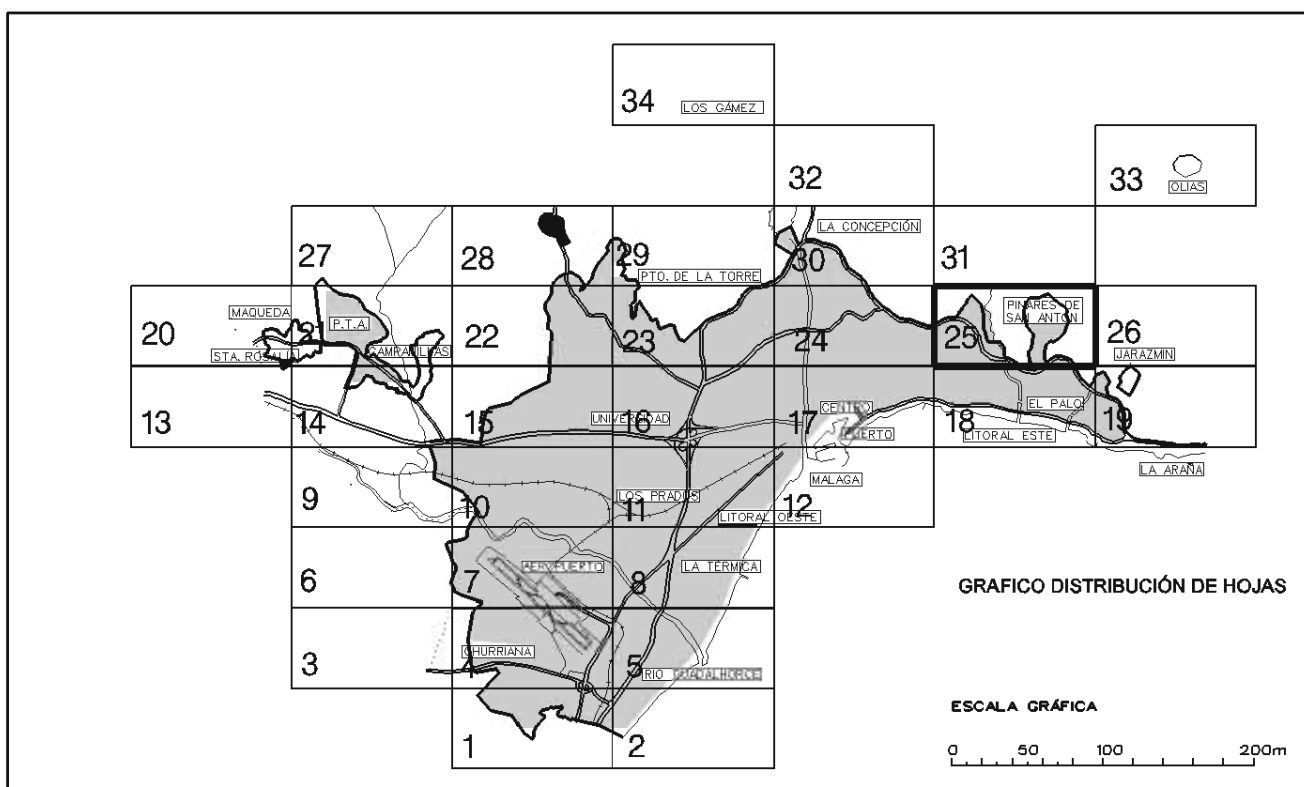 34
LOS GÁMEZ
32
33
OLIAS
LA CONCEPCIÓN
27
28
29
30
31
PTO. DE LA TORRE
MAQUEDA
P.T.A.
PINARES DE
SAN ANTÓN
20
21
22
23
24
25
26
STA. ROSALIA
CAMPANILLAS
JARAZMIN
13
14
15
UNIVERSIDAD
16
17
CENTRO
PUERTO
18
EL PALO
LITORAL ESTE
19
LA ARAÑA
MALAGA
9
10
LOS PRADOS
11
LITORAL OESTE
12
6
7
AEROPUERTO
8
LA TÉRMICA
GRAFICO DISTRIBUCIÓN DE HOJAS
3
CHURRIANA
5
RIO GUADALHORCE
1
2
ESCALA GRÁFICA
0 50 100 200m